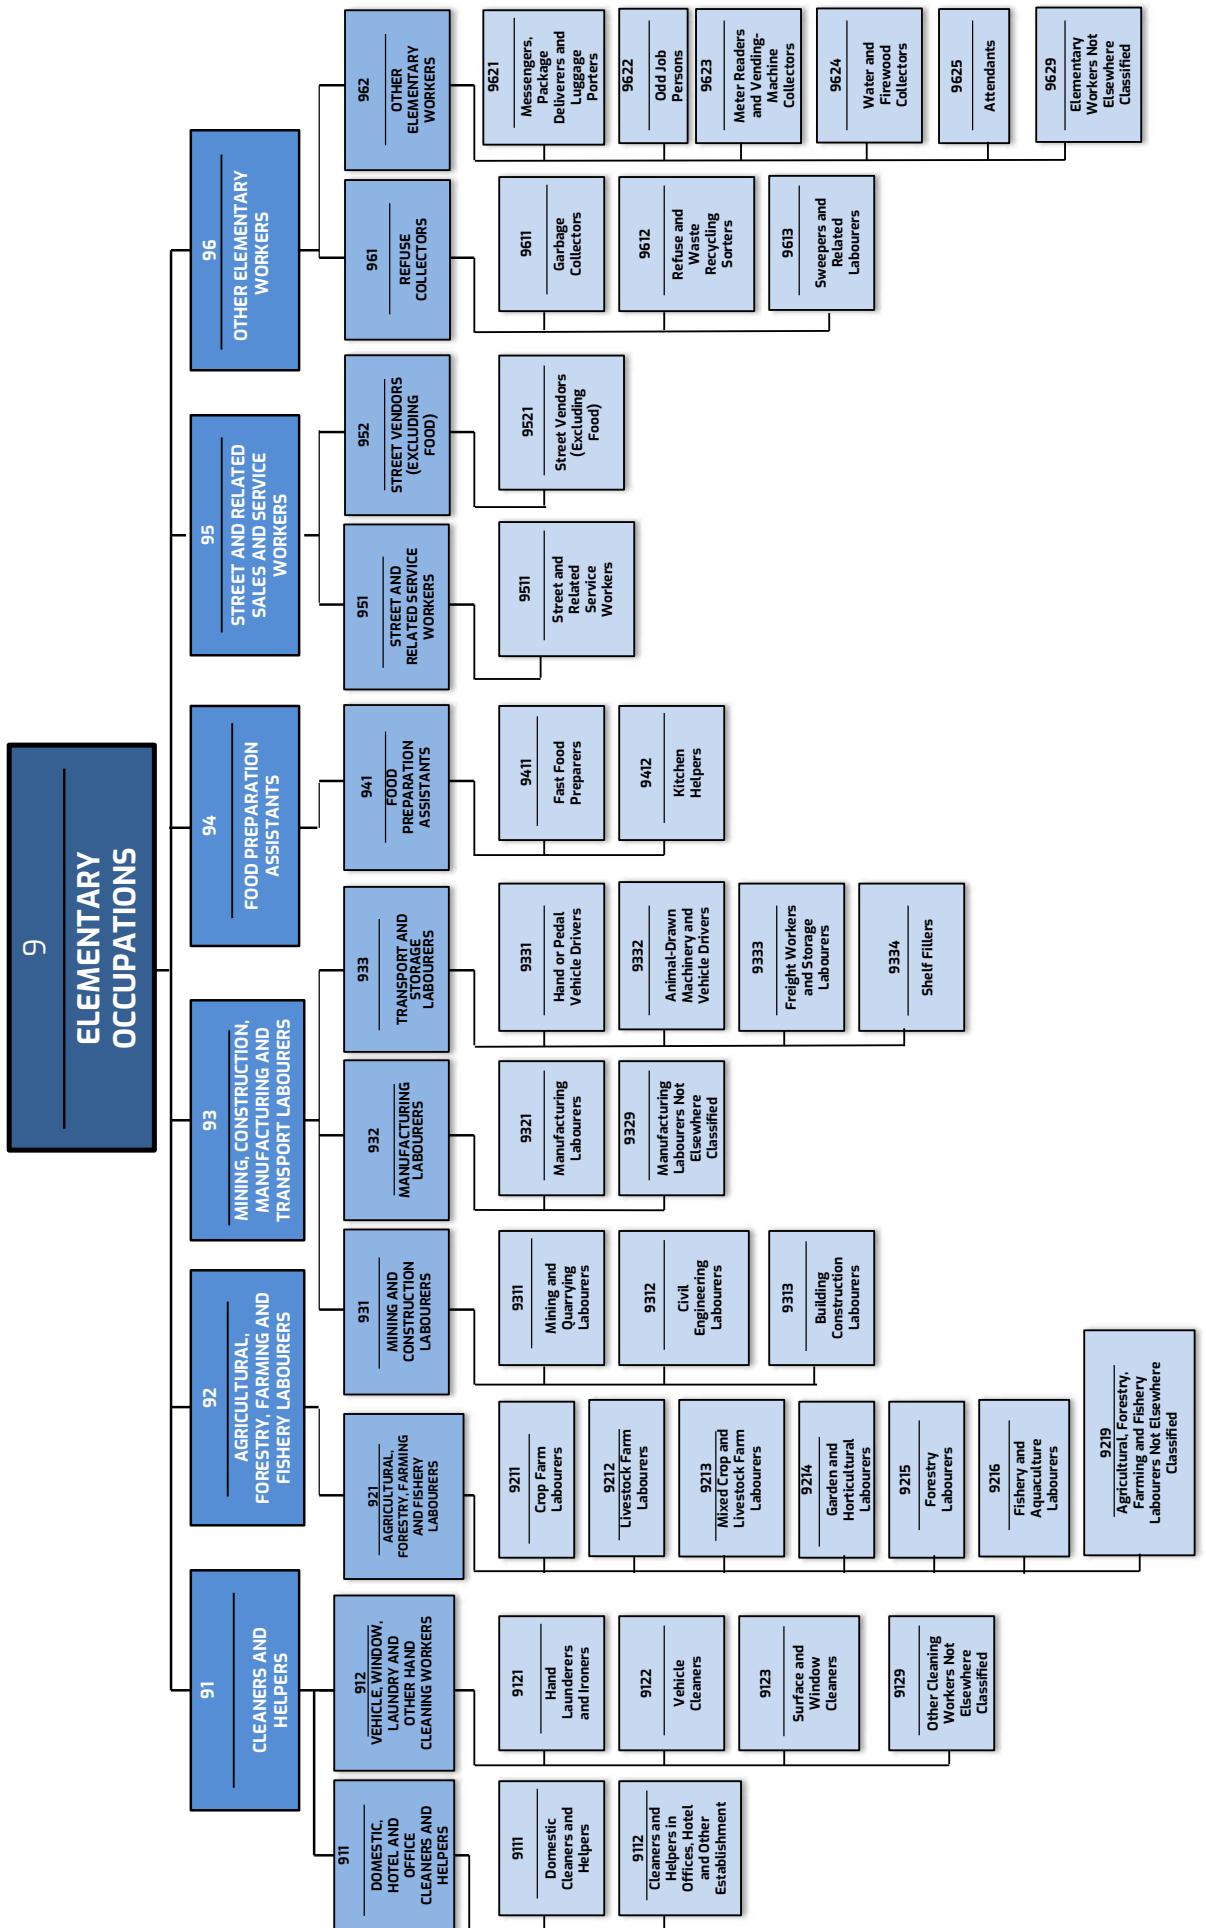 9
ELEMENTARY
OCCUPATIONS
91
CLEANERS AND
HELPERS
92
AGRICULTURAL,
FORESTRY, FARMING AND
FISHERY LABOURERS
93
MINING, CONSTRUCTION,
MANUFACTURING AND
TRANSPORT LABOURERS
94
FOOD PREPARATION
ASSISTANTS
95
STREET AND RELATED
SALES AND SERVICE
WORKERS
96
OTHER ELEMENTARY
WORKERS
911
DOMESTIC,
HOTEL AND
OFFICE
CLEANERS AND
HELPERS
912
VEHICLE, WINDOW,
LAUNDRY AND
OTHER HAND
CLEANING WORKERS
921
AGRICULTURAL,
FORESTRY, FARMING
AND FISHERY
LABOURERS
931
MINING AND
CONSTRUCTION
LABOURERS
932
MANUFACTURING
LABOURERS
933
TRANSPORT AND
STORAGE
LABOURERS
941
FOOD
PREPARATION
ASSISTANTS
951
STREET AND
RELATED SERVICE
WORKERS
952
STREET VENDORS
(EXCLUDING
FOOD)
961
REFUSE
COLLECTORS
962
OTHER
ELEMENTARY
WORKERS
9111
Domestic
Cleaners and
Helpers
9112
Cleaners and
Helpers in
Offices, Hotel
and Other
Establishment
9121
Hand
Launderers
and Ironers
9122
Vehicle
Cleaners
9123
Surface and
Window
Cleaners
9129
Other Cleaning
Workers Not
Elsewhere
Classified
9211
Crop Farm
Labourers
9212
Livestock Farm
Labourers
9213
Mixed Crop and
Livestock Farm
Labourers
9214
Garden and
Horticultural
Labourers
9215
Forestry
Labourers
9216
Fishery and
Aquaculture
Labourers
9219
Agricultural, Forestry,
Farming and Fishery
Labourers Not Elsewhere
Classified
9311
Mining and
Quarrying
Labourers
9312
Civil
Engineering
Labourers
9313
Building
Construction
Labourers
9321
Manufacturing
Labourers
9329
Manufacturing
Labourers Not
Elsewhere
Classified
9331
Hand or Pedal
Vehicle Drivers
9332
Animal-Drawn
Machinery and
Vehicle Drivers
9333
Freight Workers
and Storage
Labourers
9334
Shelf Fillers
9411
Fast Food
Preparers
9412
Kitchen
Helpers
9511
Street and
Related
Service
Workers
9521
Street Vendors
(Excluding
Food)
9611
Garbage
Collectors
9612
Refuse and
Waste
Recycling
Sorters
9613
Sweepers and
Related
Labourers
9621
Messengers,
Package
Deliverers and
Luggage
Porters
9622
Odd Job
Persons
9623
Meter Readers
and Vending-
Machine
Collectors
9624
Water and
Firewood
Collectors
9625
Attendants
9629
Elementary
Workers Not
Elsewhere
Classified